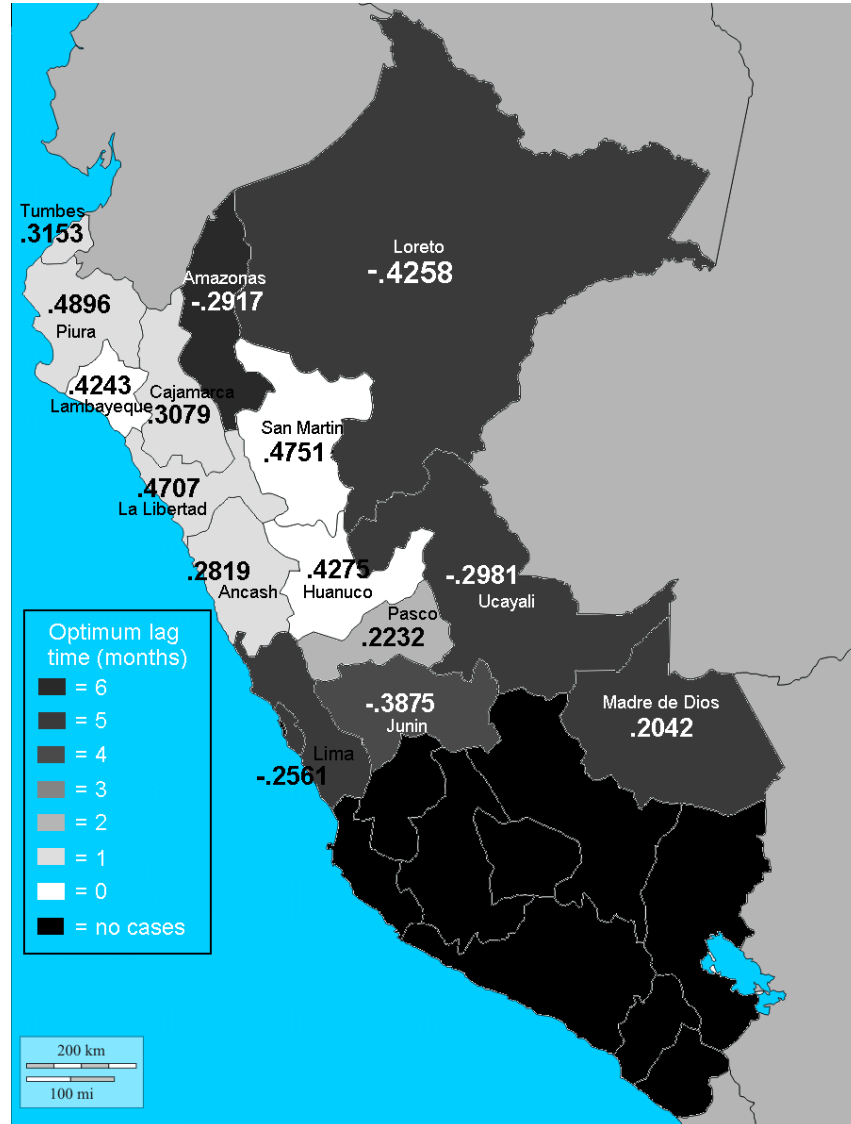 Tumbes
.3153
Loreto
-.4258
Amazonas
-.2917
.4896
Piura
.4243
Lambayeque
Cajamarca
.3079
San Martin
.4751
.4707
La Libertad
.2819
Ancash
.4275
Huanuco
-.2981
Ucayali
Pasco
.2232
-.3875
Junin
Madre de Dios
.2042
Lima
-.2561
Optimum lag
time (months)
= 6
= 5
= 4
= 3
= 2
= 1
= 0
= no cases
200 km
100 mi